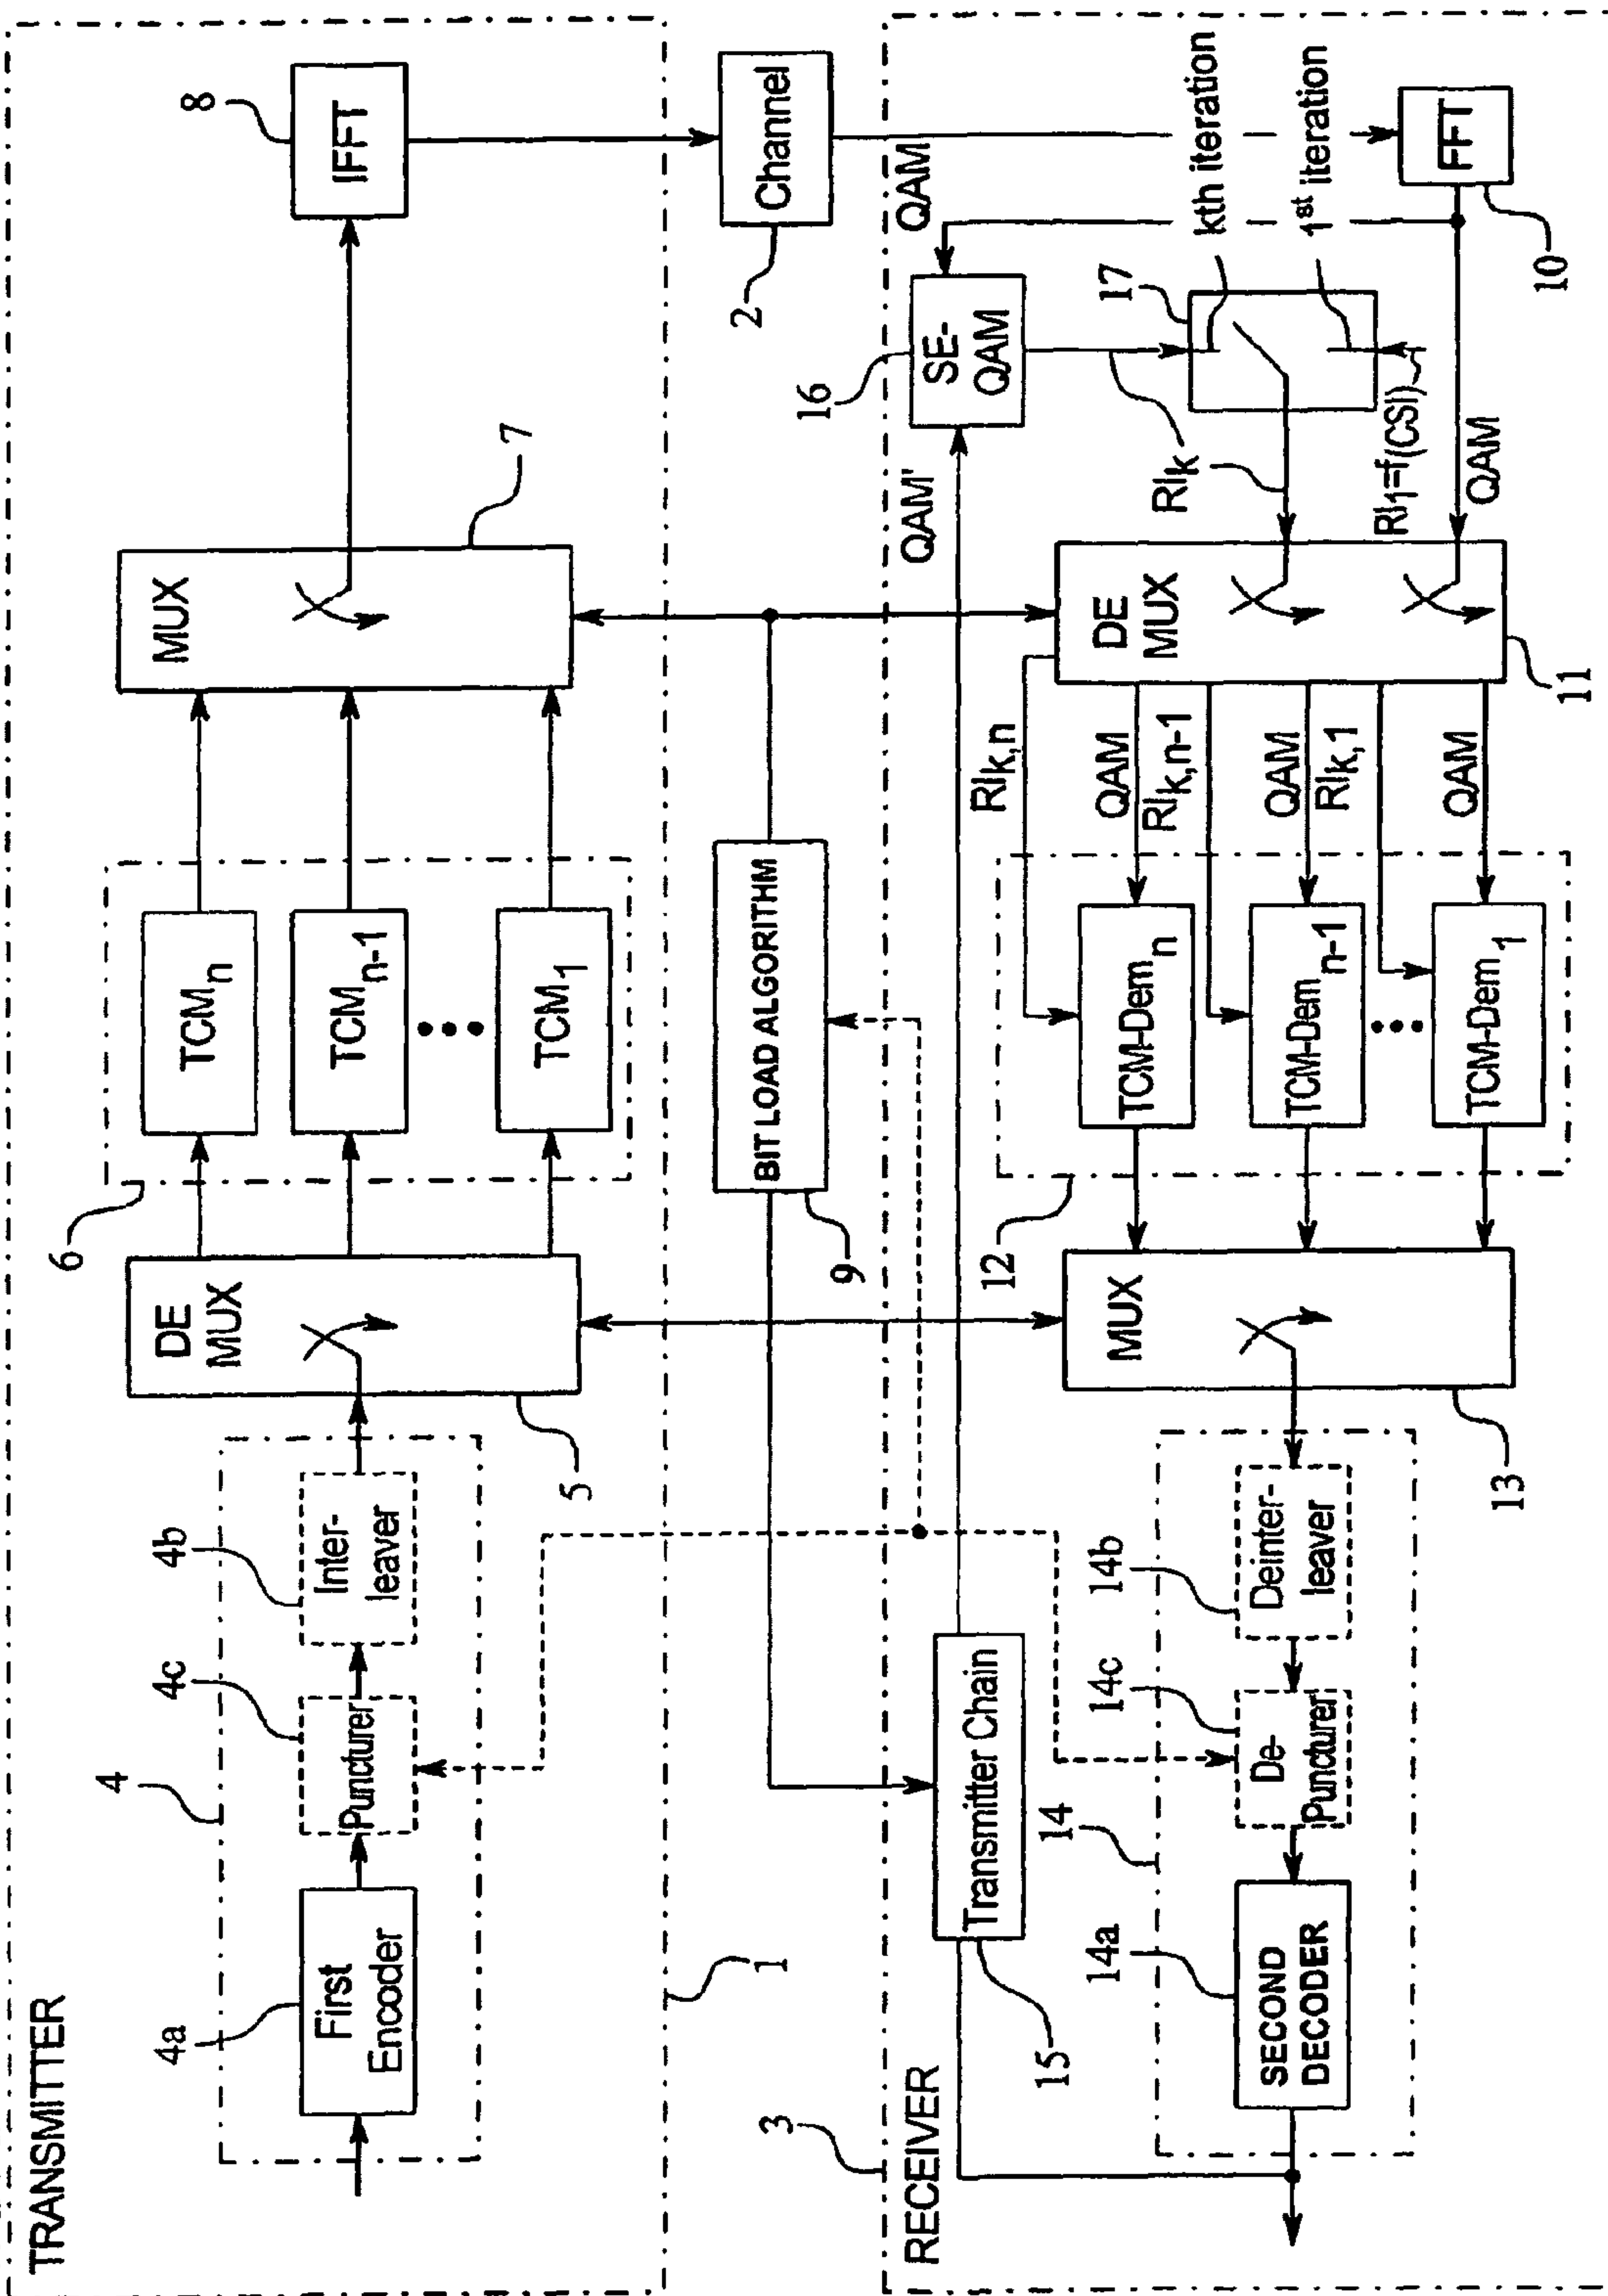 TRANSMITTER
4
4a
First
Encoder
4c
Puncturer
4b
Inter-
leaver
5
DE
MUX
6
TCMn
TCMn-1
TCM1
7
MUX
8
IFFT
1
BIT LOAD ALGORITHM
9
Channel
2
RECEIVER
3
Transmitter Chain
15
QAM'
16
SE-
QAM
QAM
17
kth iteration
1st iteration
RIk
RI1=f(CSI)
QAM
FFT
10
DE
MUX
11
RIk,n
QAM
RIk,n-1
QAM
RIk,1
QAM
12
TCM-Demn
TCM-Demn-1
TCM-Dem1
MUX
13
14
14b
Deinter-
leaver
14c
De-
Puncturer
14a
SECOND
DECODER